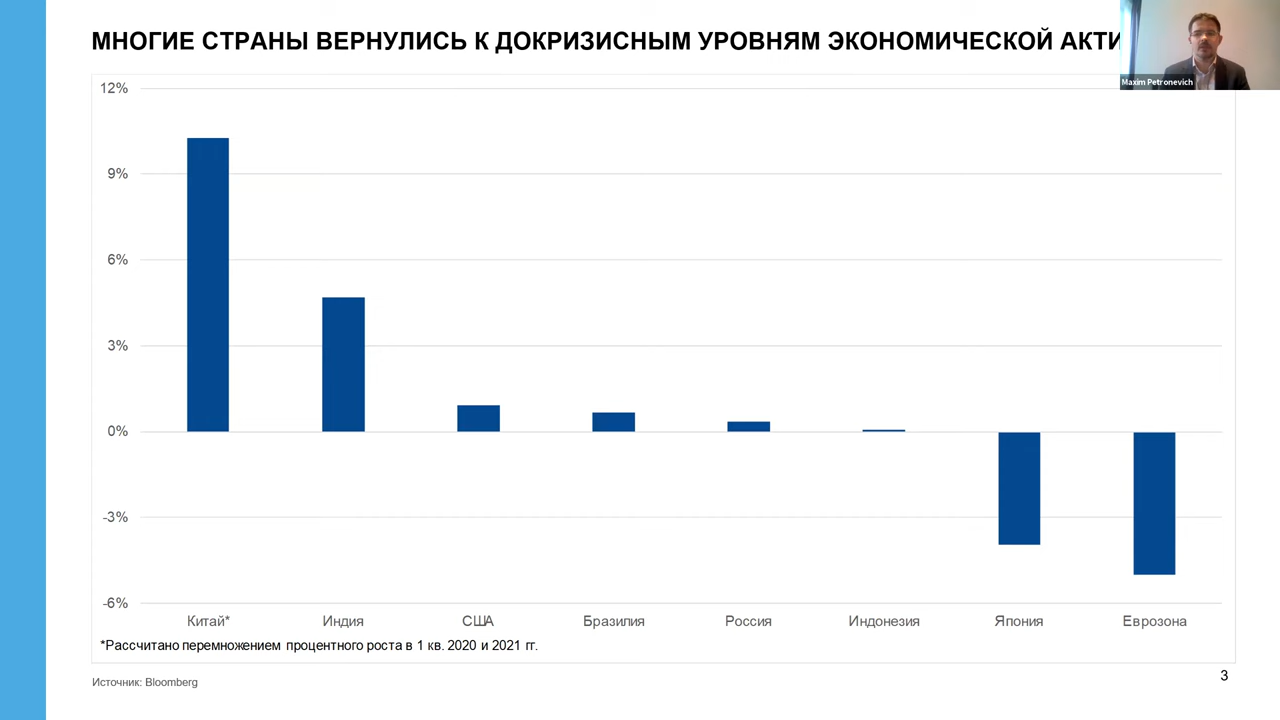 МНОГИЕ СТРАНЫ ВЕРНУЛИСЬ К ДОКРИЗИСНЫМ УРОВНЯМ ЭКОНОМИЧЕСКОЙ АКТИ
Maxim Petronevich
12%
9%
6%
3%
0%
-3%
-6%
Китай* Индия США Бразилия Россия Индонезия Япония Еврозона
*Рассчитано перемножением процентного роста в 1 кв. 2020 и 2021 гг.
Источник: Bloomberg
3